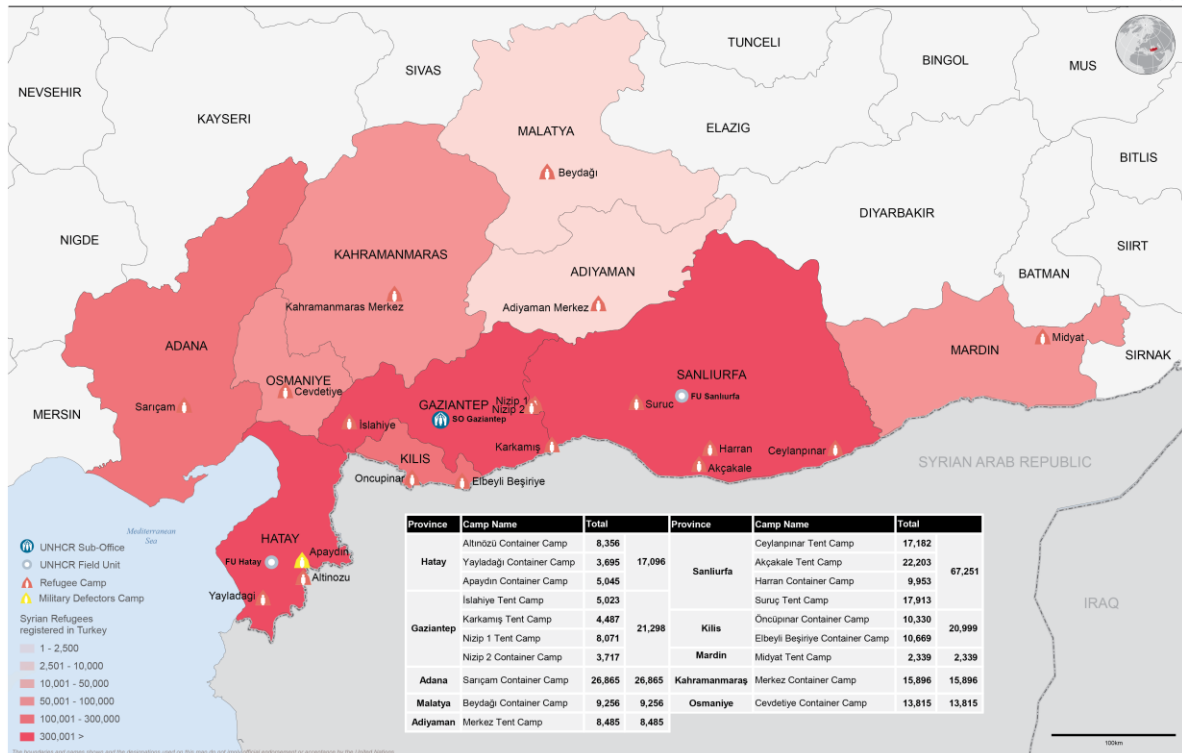 TUNCELI
BINGOL
MUS
SIVAS
NEVSEHIR
KAYSERI
ELAZIG
MALATYA
BITLIS
Beydağı
DIYARBAKIR
NIGDE
SIIRT
KAHRAMANMARAS
ADIYAMAN
BATMAN
Kahramanmaras Merkez
Adiyaman Merkez
ADANA
MARDIN
Midyat
SIRNAK
OSMANIYE
Cevdetiye
SANLIURFA
FU Sanlıurfa
MERSIN
Sarıçam
GAZIANTEP
SO Gaziantep
Nizip 1
Nizip 2
Suruc
İslahiye
Karkamış
Harran
Ceylanpınar
Akçakale
KILIS
Oncupinar
Elbeyli Beşiriye
SYRIAN ARAB REPUBLIC
Mediterranean
Sea
HATAY
Apaydın
FU Hatay
Altinozu
Yayladagi
IRAQ
UNHCR Sub-Office
UNHCR Field Unit
Refugee Camp
Military Defectors Camp
Syrian Refugees
registered in Turkey
1 - 2,500
2,501 - 10,000
10,001 - 50,000
50,001 - 100,000
100,001 - 300,000
300,001 >
Province Camp Name Total Province Camp Name Total
Hatay Altınözü Container Camp 8,356 17,096 Sanliurfa Ceylanpınar Tent Camp 17,182 67,251
Yayladağı Container Camp 3,695 Akçakale Tent Camp 22,203
Apaydın Container Camp 5,045 Harran Container Camp 9,953
Gaziantep İslahiye Tent Camp 5,023 21,298 Suruç Tent Camp 17,913
Karkamış Tent Camp 4,487 Kilis Öncüpınar Container Camp 10,330 20,999
Nizip 1 Tent Camp 8,071 Elbeyli Beşiriye Container Camp 10,669
Nizip 2 Container Camp 3,717 Mardin Midyat Tent Camp 2,339 2,339
Adana Sarıçam Container Camp 26,865 26,865 Kahramanmaraş Merkez Container Camp 15,896 15,896
Malatya Beydağı Container Camp 9,256 9,256 Osmaniye Cevdetiye Container Camp 13,815 13,815
Adiyaman Merkez Tent Camp 8,485 8,485
100km